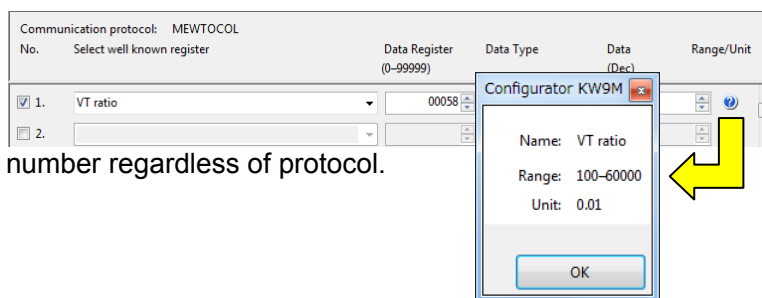 Communication protocol: MEWTOCOL
No. Select well known register Data Register Data Type Data Range/Unit
(0–99999) (Dec)
1. VT ratio 00058
2.
number regardless of protocol.
Configurator KW9M
Name: VT ratio
Range: 100–60000
Unit: 0.01
OK